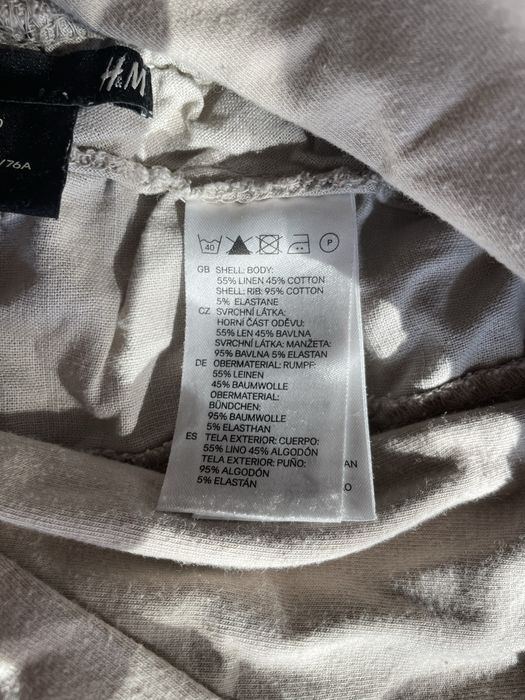 H&M
/76A
40
P
GB SHELL: BODY:
55% LINEN 45% COTTON
SHELL: RIB: 95% COTTON
5% ELASTANE
CZ SVRCHNÍ LÁTKA:
HORNÍ ČÁST ODĚVU:
55% LEN 45% BAVLNA
SVRCHNÍ LÁTKA: MANŽETA:
95% BAVLNA 5% ELASTAN
DE OBERMATERIAL: RUMPF:
55% LEINEN
45% BAUMWOLLE
OBERMATERIAL:
BÜNDCHEN:
95% BAUMWOLLE
5% ELASTHAN
ES TELA EXTERIOR: CUERPO:
55% LINO 45% ALGODÓN
TELA EXTERIOR: PUÑO:
95% ALGODÓN
5% ELASTÁN